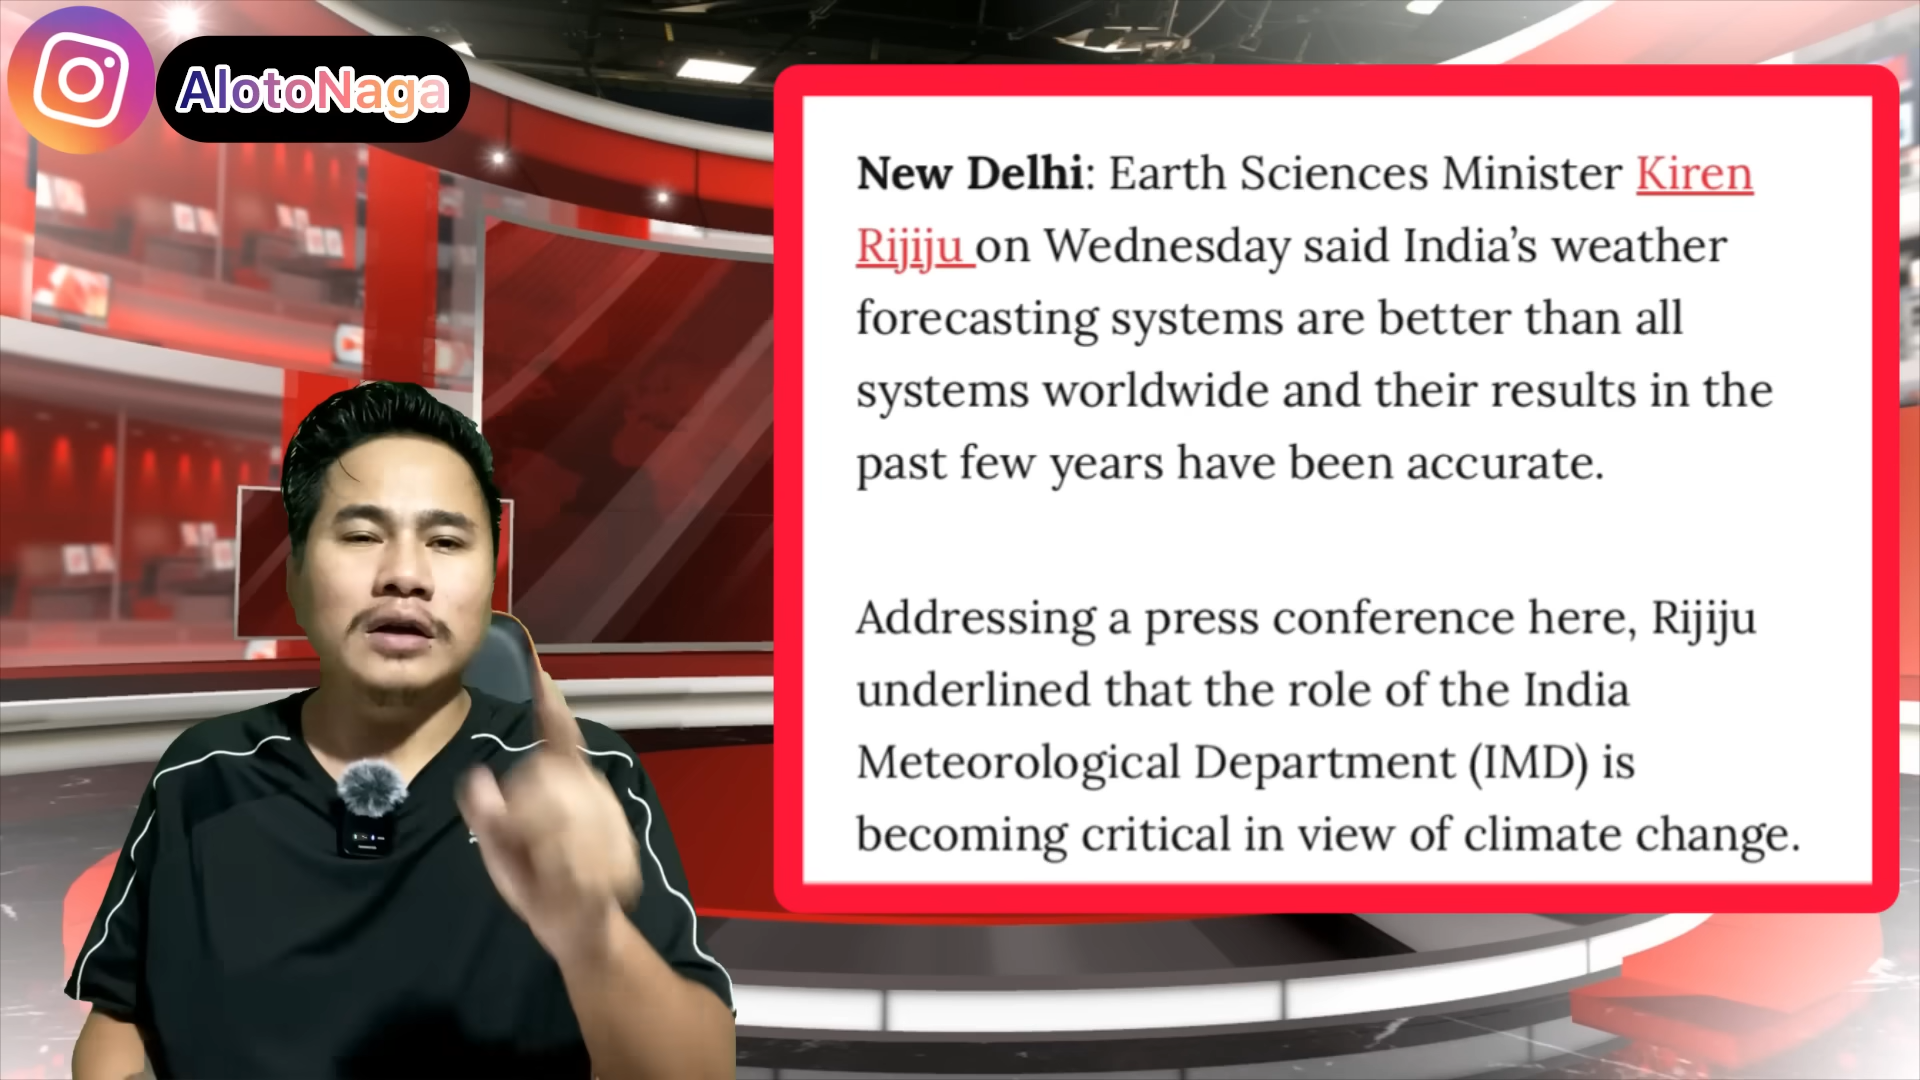 AlotoNaga
New Delhi: Earth Sciences Minister Kiren
Rijiju on Wednesday said India’s weather
forecasting systems are better than all
systems worldwide and their results in the
past few years have been accurate.
Addressing a press conference here, Rijiju
underlined that the role of the India
Meteorological Department (IMD) is
becoming critical in view of climate change.